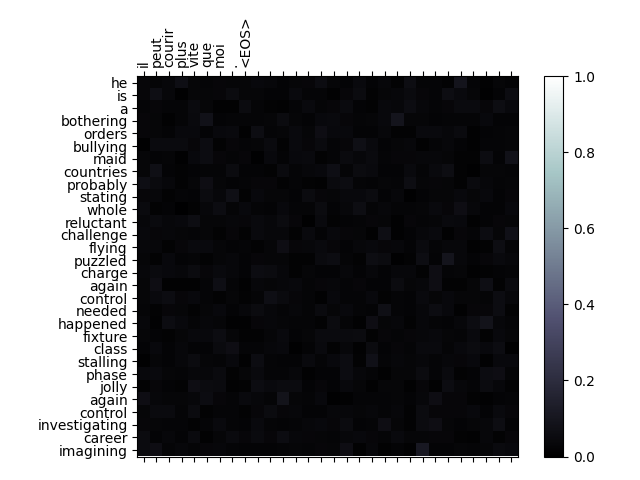 il
peut
courir
plus
vite
que
moi
.
<EOS>
he
is
a
bothering
orders
bullying
maid
countries
probably
stating
whole
reluctant
challenge
flying
puzzled
charge
again
control
needed
happened
fixture
class
stalling
phase
jolly
again
control
investigating
career
imagining
1.0
0.8
0.6
0.4
0.2
0.0